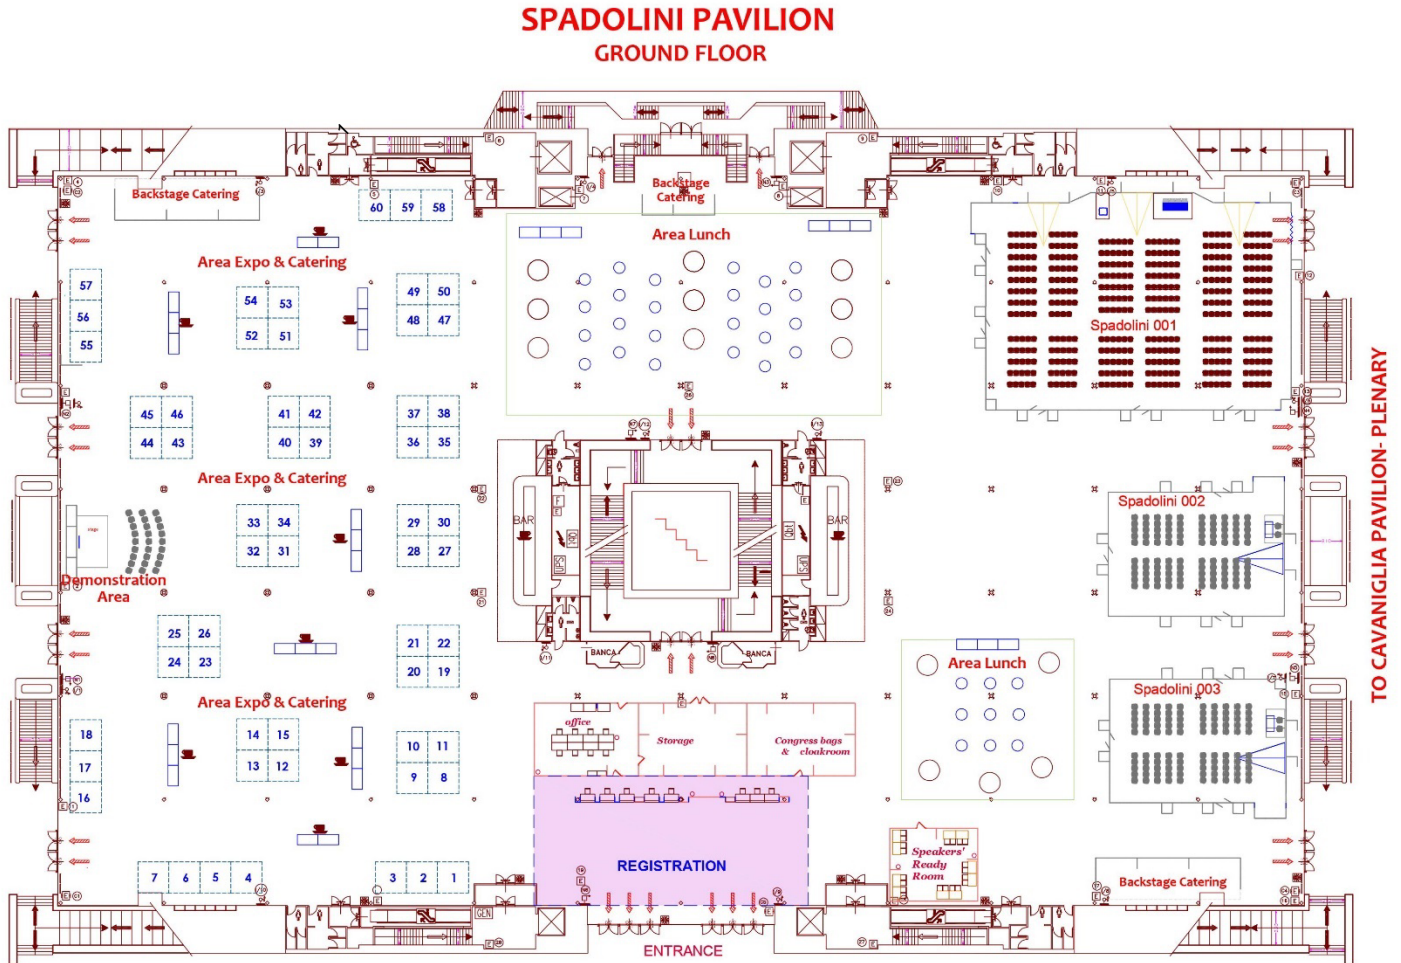 SPADOLINI PAVILION
GROUND FLOOR
Backstage Catering
Backstage
Catering
60 59 58
Area Lunch
Area Expo & Catering
57
56
55
54 53
52 51
49 50
48 47
Spadolini 001
45 46
44 43
41 42
40 39
37 38
36 35
TO CAVANIGLIA PAVILION- PLENARY
Area Expo & Catering
33 34
32 31
29 30
28 27
BAR
BAR
UPS
UPS
Spadolini 002
Demonstration
Area
25 26
24 23
21 22
20 19
BANCA
BANCA
Area Lunch
Spadolini 003
Area Expo & Catering
18
17
16
14 15
13 12
10 11
9 8
office
Storage
Congress bags
& cloakroom
REGISTRATION
Speakers'
Ready
Room
7 6 5 4
3 2 1
Backstage Catering
GEN
ENTRANCE